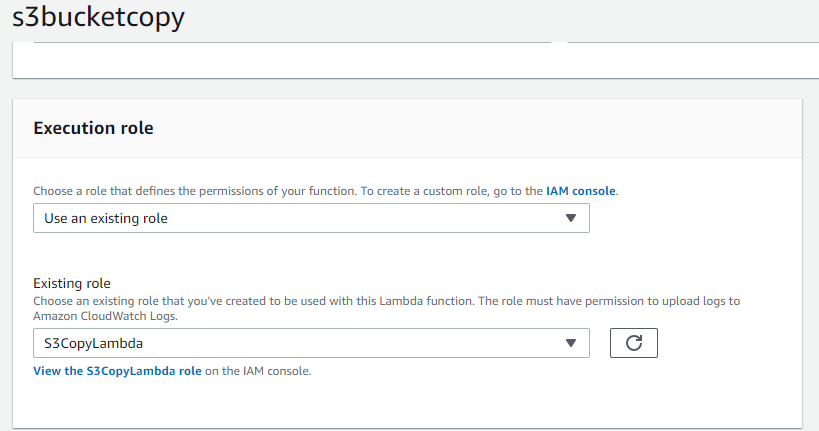 s3bucketcopy
Execution role
Choose a role that defines the permissions of your function. To create a custom role, go to the IAM console.
Use an existing role
Existing role
Choose an existing role that you've created to be used with this Lambda function. The role must have permission to upload logs to
Amazon CloudWatch Logs.
S3CopyLambda
View the S3CopyLambda role on the IAM console.